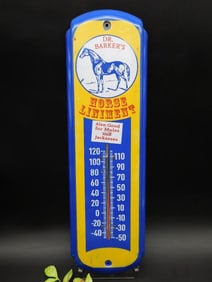 DR.
BARKER'S
HORSE
LINIMENT
Also Good
for Mules
and
Jackasses
120 110
100 90
80 70
60 50
40 30
20 10
0 -10
-20 -30
-40 -50